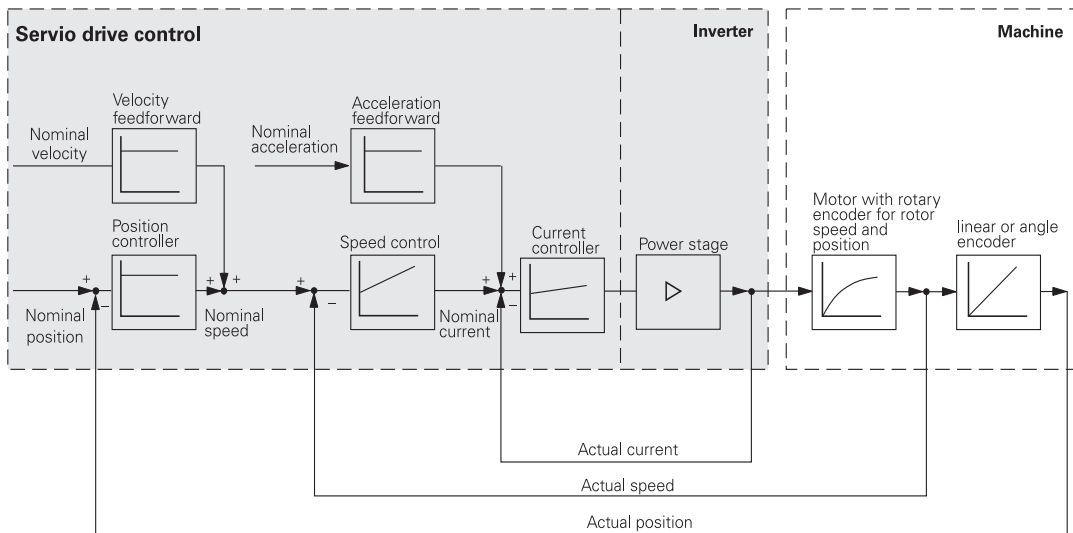 Servio drive control
Inverter
Machine
Velocity
feedforward
Acceleration
feedforward
Nominal
velocity
Nominal
acceleration
Position
controller
Speed control
Current
controller
Power stage
Motor with rotary
encoder for rotor
speed and
position
linear or angle
encoder
+
−
+
+
+
−
+
+
−
Nominal
position
Nominal
speed
Nominal
current
Actual current
Actual speed
Actual position